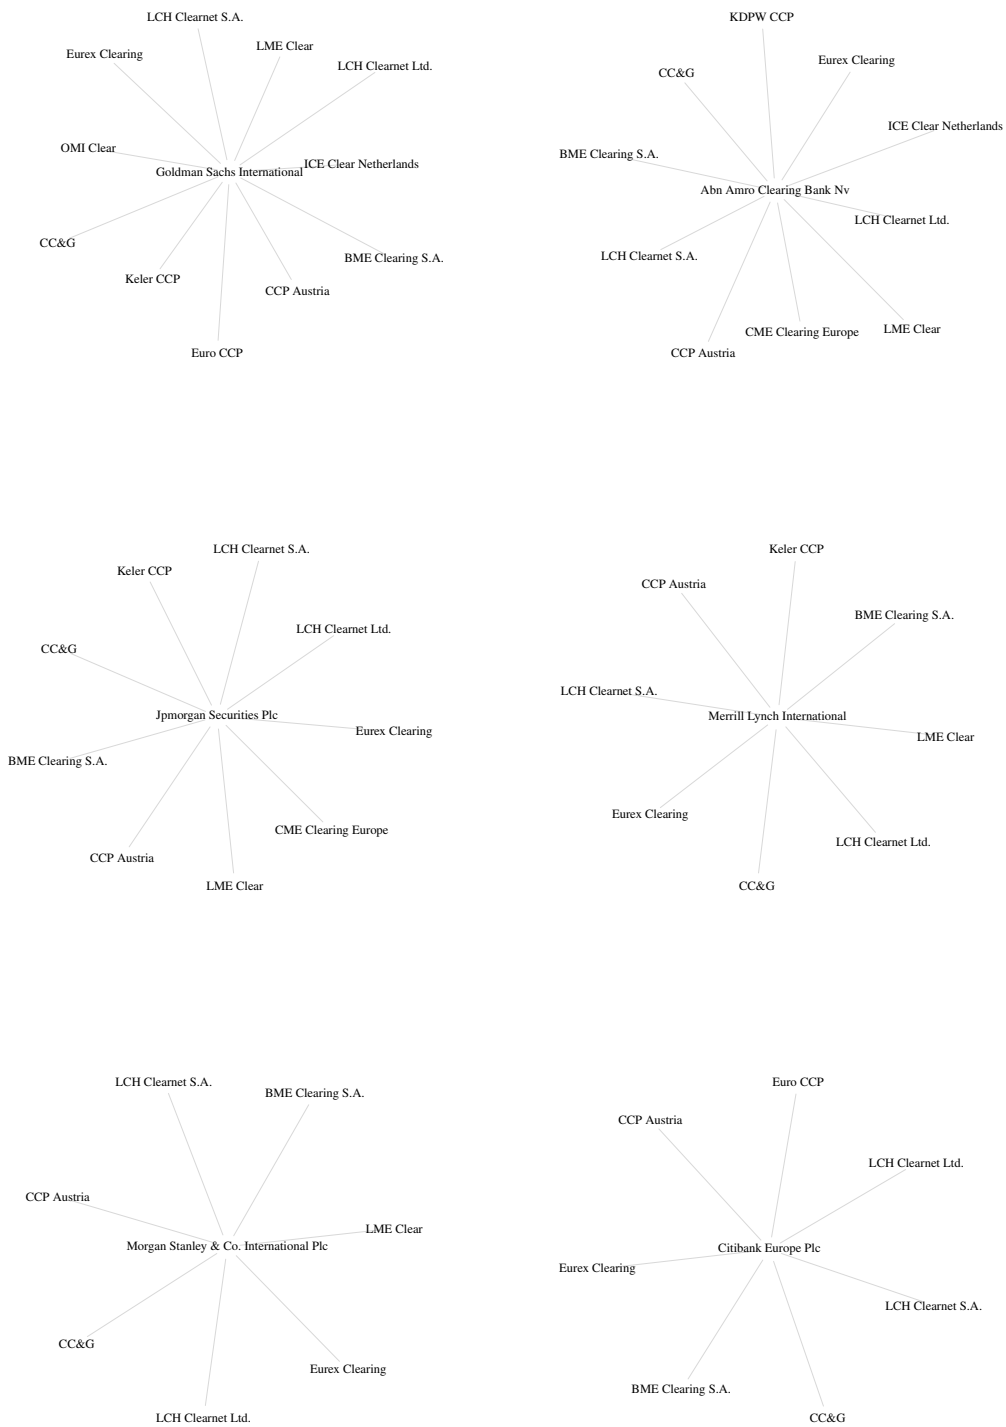 LCH Clearnet S.A.
LME Clear
Eurex Clearing
LCH Clearnet Ltd.
OMI Clear
ICE Clear Netherlands
Goldman Sachs International
CC&G
BME Clearing S.A.
Keler CCP
CCP Austria
Euro CCP
KDPW CCP
Eurex Clearing
CC&G
ICE Clear Netherlands
BME Clearing S.A.
Abn Amro Clearing Bank Nv
LCH Clearnet Ltd.
LCH Clearnet S.A.
LME Clear
CME Clearing Europe
CCP Austria
LCH Clearnet S.A.
Keler CCP
LCH Clearnet Ltd.
CC&G
Jpmorgan Securities Plc
Eurex Clearing
BME Clearing S.A.
CME Clearing Europe
CCP Austria
LME Clear
Keler CCP
CCP Austria
BME Clearing S.A.
LCH Clearnet S.A.
Merrill Lynch International
LME Clear
Eurex Clearing
LCH Clearnet Ltd.
CC&G
LCH Clearnet S.A.
BME Clearing S.A.
CCP Austria
LME Clear
Morgan Stanley & Co. International Plc
CC&G
Eurex Clearing
LCH Clearnet Ltd.
Euro CCP
CCP Austria
LCH Clearnet Ltd.
Citibank Europe Plc
Eurex Clearing
LCH Clearnet S.A.
BME Clearing S.A.
CC&G